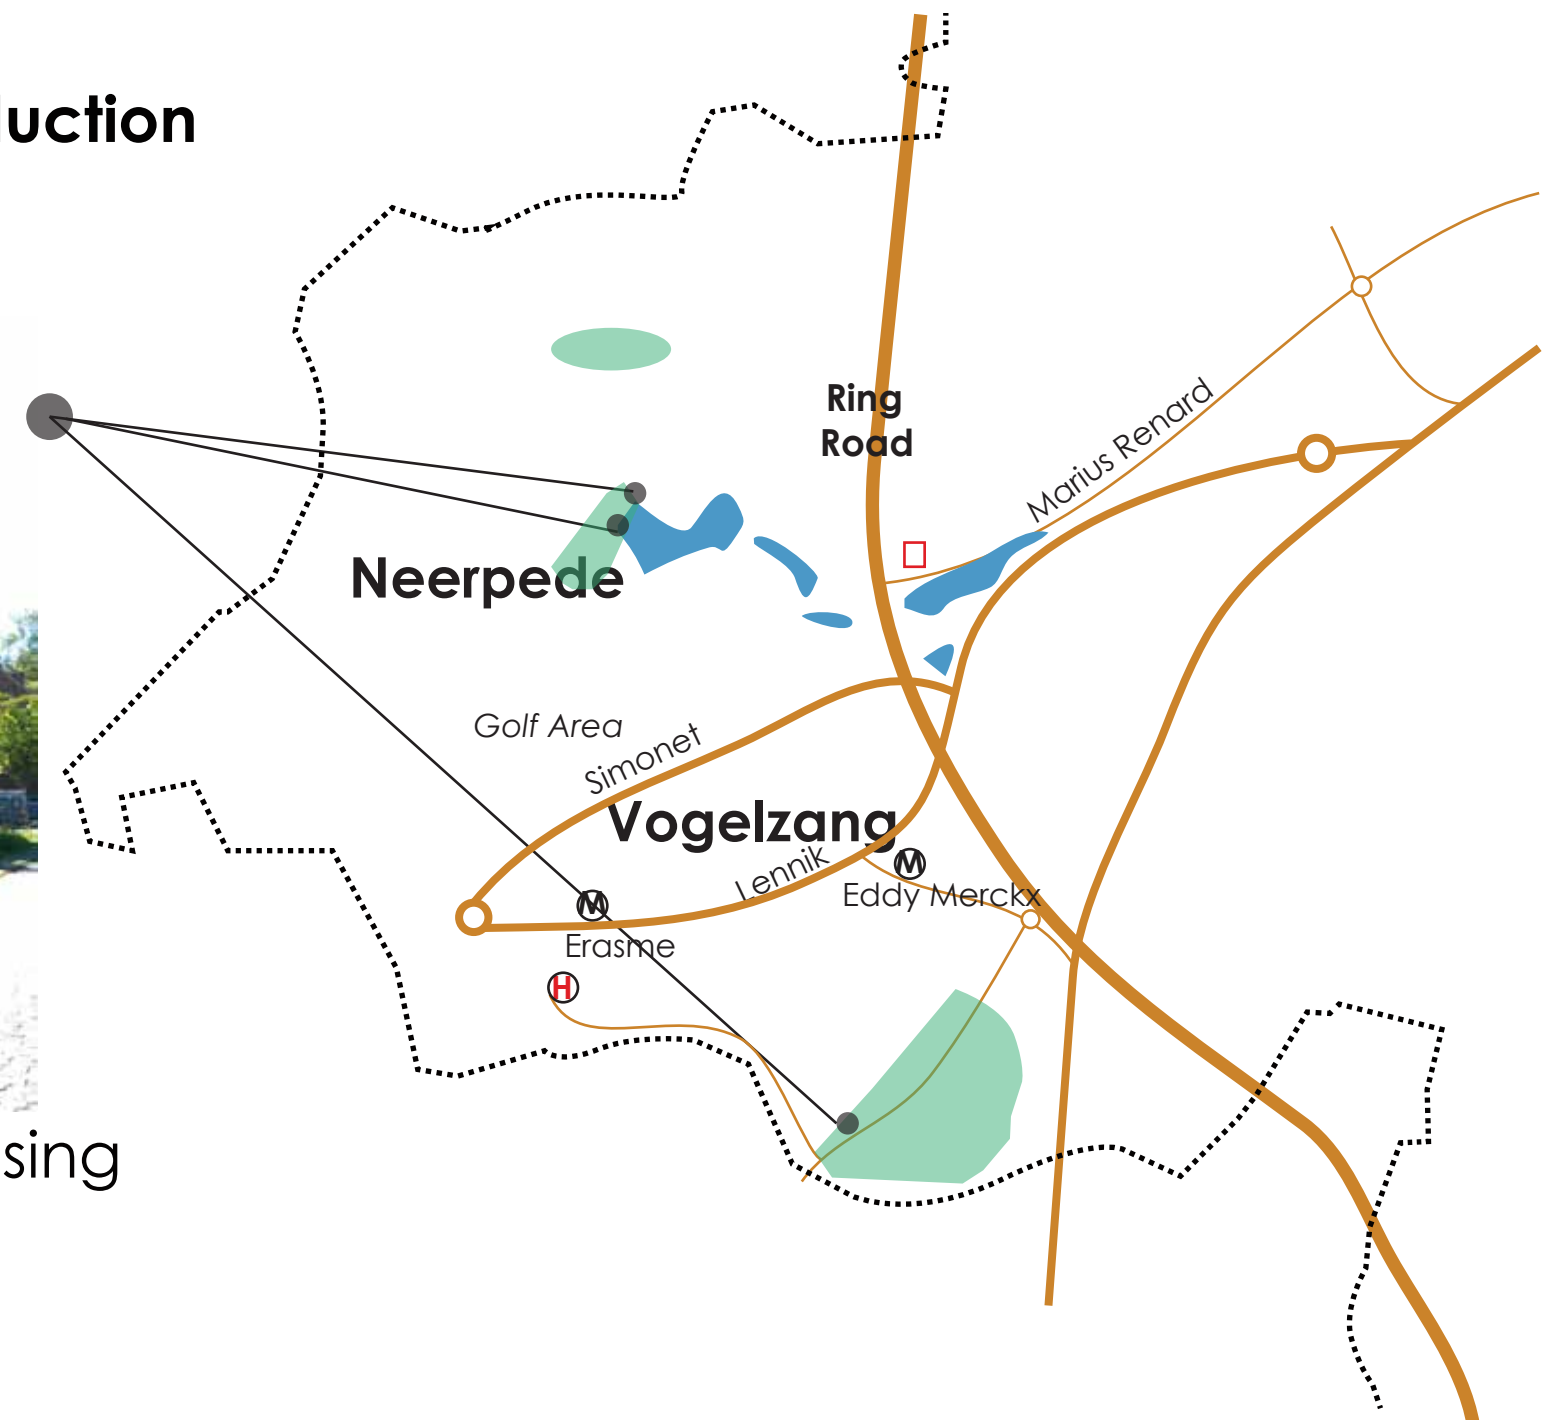 uction
Ring
Road
Marius Renard
Neerpede
Golf Area
Simonet
Vogelzang
Lennik
M
Eddy Merckx
M
Erasme
H
sing